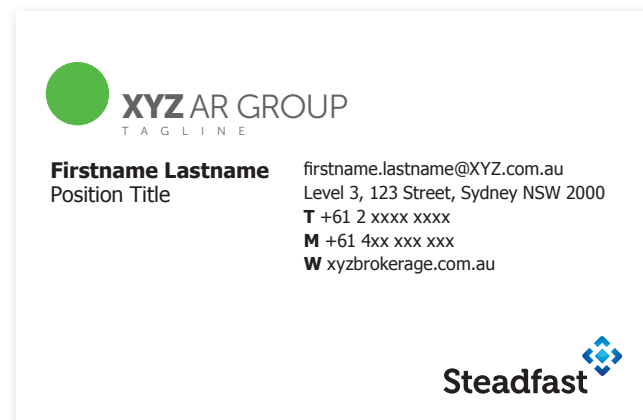 XYZ AR GROUP
TAGLINE
Firstname Lastname
Position Title
firstname.lastname@XYZ.com.au
Level 3, 123 Street, Sydney NSW 2000
T +61 2 xxxx xxxx
M +61 4xx xxx xxx
W xyzbrokerage.com.au
Steadfast